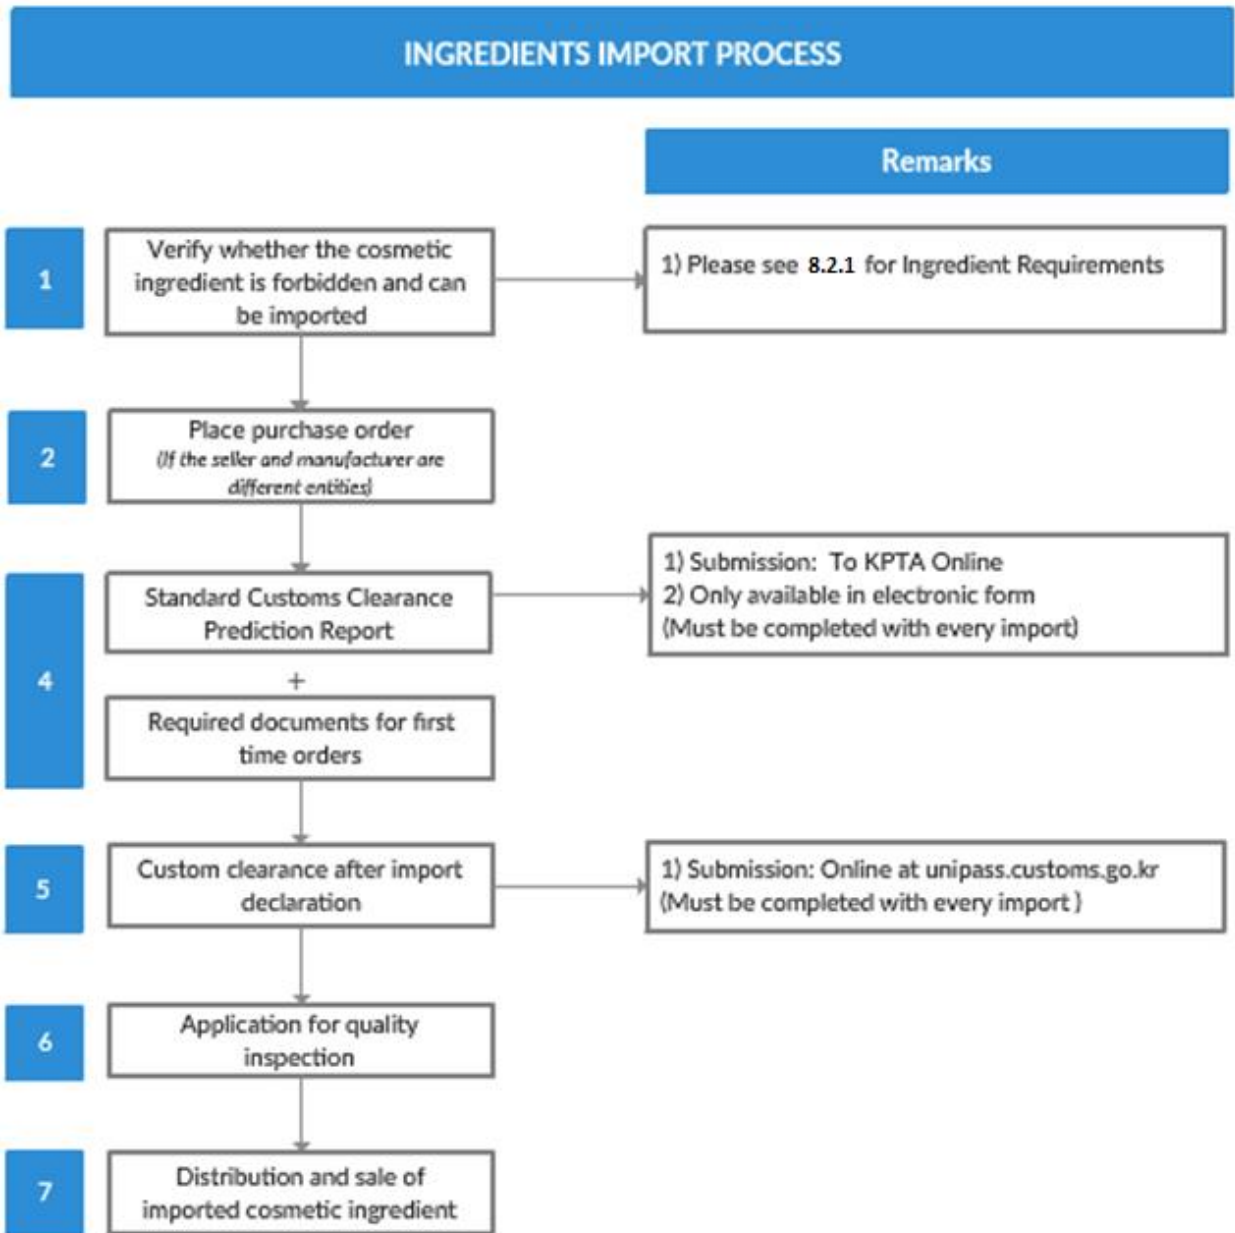 INGREDIENTS IMPORT PROCESS
Remarks
1
Verify whether the cosmetic
ingredient is forbidden and can
be imported
1) Please see 8.2.1 for Ingredient Requirements
2
Place purchase order
(If the seller and manufacturer are
different entities)
4
Standard Customs Clearance
Prediction Report
1) Submission: To KPTA Online
2) Only available in electronic form
(Must be completed with every import)
+
Required documents for first
time orders
5
Custom clearance after import
declaration
1) Submission: Online at unipass.customs.go.kr
(Must be completed with every import )
6
Application for quality
inspection
7
Distribution and sale of
imported cosmetic ingredient